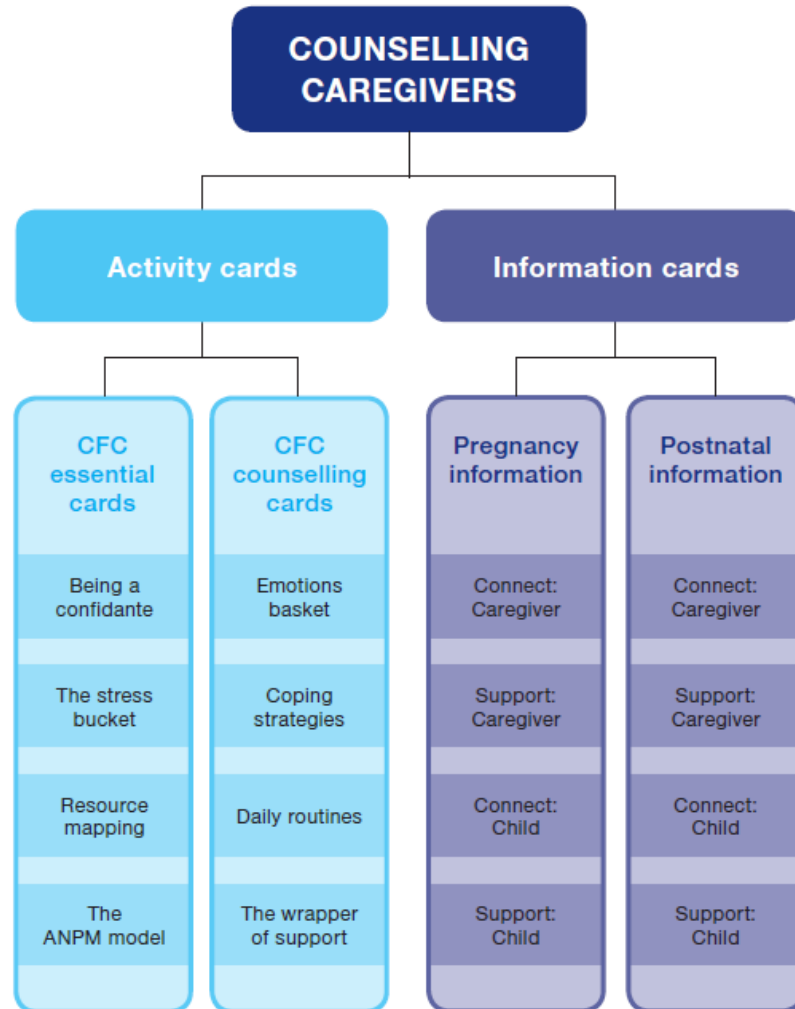 COUNSELLING
CAREGIVERS
Activity cards
Information cards
CFC
essential
cards
Being a
confidante
The stress
bucket
Resource
mapping
The
ANPM model
CFC
counselling
cards
Emotions
basket
Coping
strategies
Daily routines
The wrapper
of support
Pregnancy
information
Connect:
Caregiver
Support:
Caregiver
Connect:
Child
Support:
Child
Postnatal
information
Connect:
Caregiver
Support:
Caregiver
Connect:
Child
Support:
Child